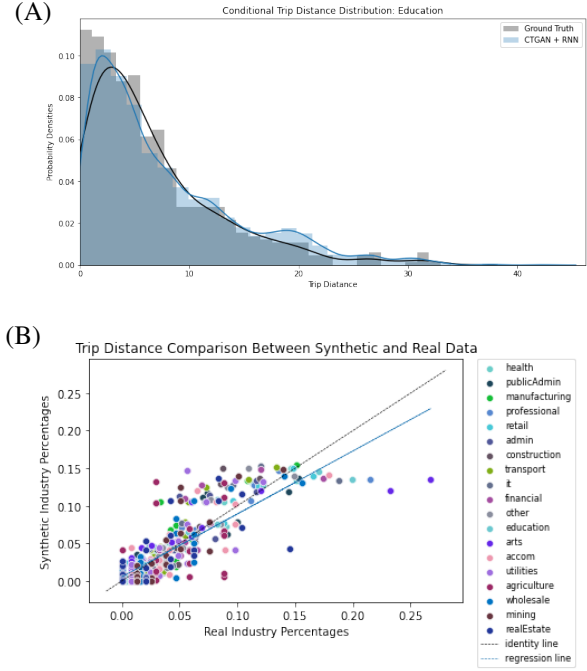 (A)
Conditional Trip Distance Distribution: Education
Ground Truth
CTGAN + RNN
0.10
0.08
0.06
0.04
0.02
0.00
Probability Densities
0
10
20
30
40
Trip Diatance
(B)
Trip Distance Comparison Between Synthetic and Real Data
0.25
0.20
0.15
0.10
0.05
0.00
Synthetic Industry Percentages
0.00
0.05
0.10
0.15
0.20
0.25
Real Industry Percentages
health
publicAdmin
manufacturing
professional
retail
admin
construction
transport
it
financial
other
education
arts
accom
utilities
agriculture
wholesale
mining
realEstate
identity line
regression line